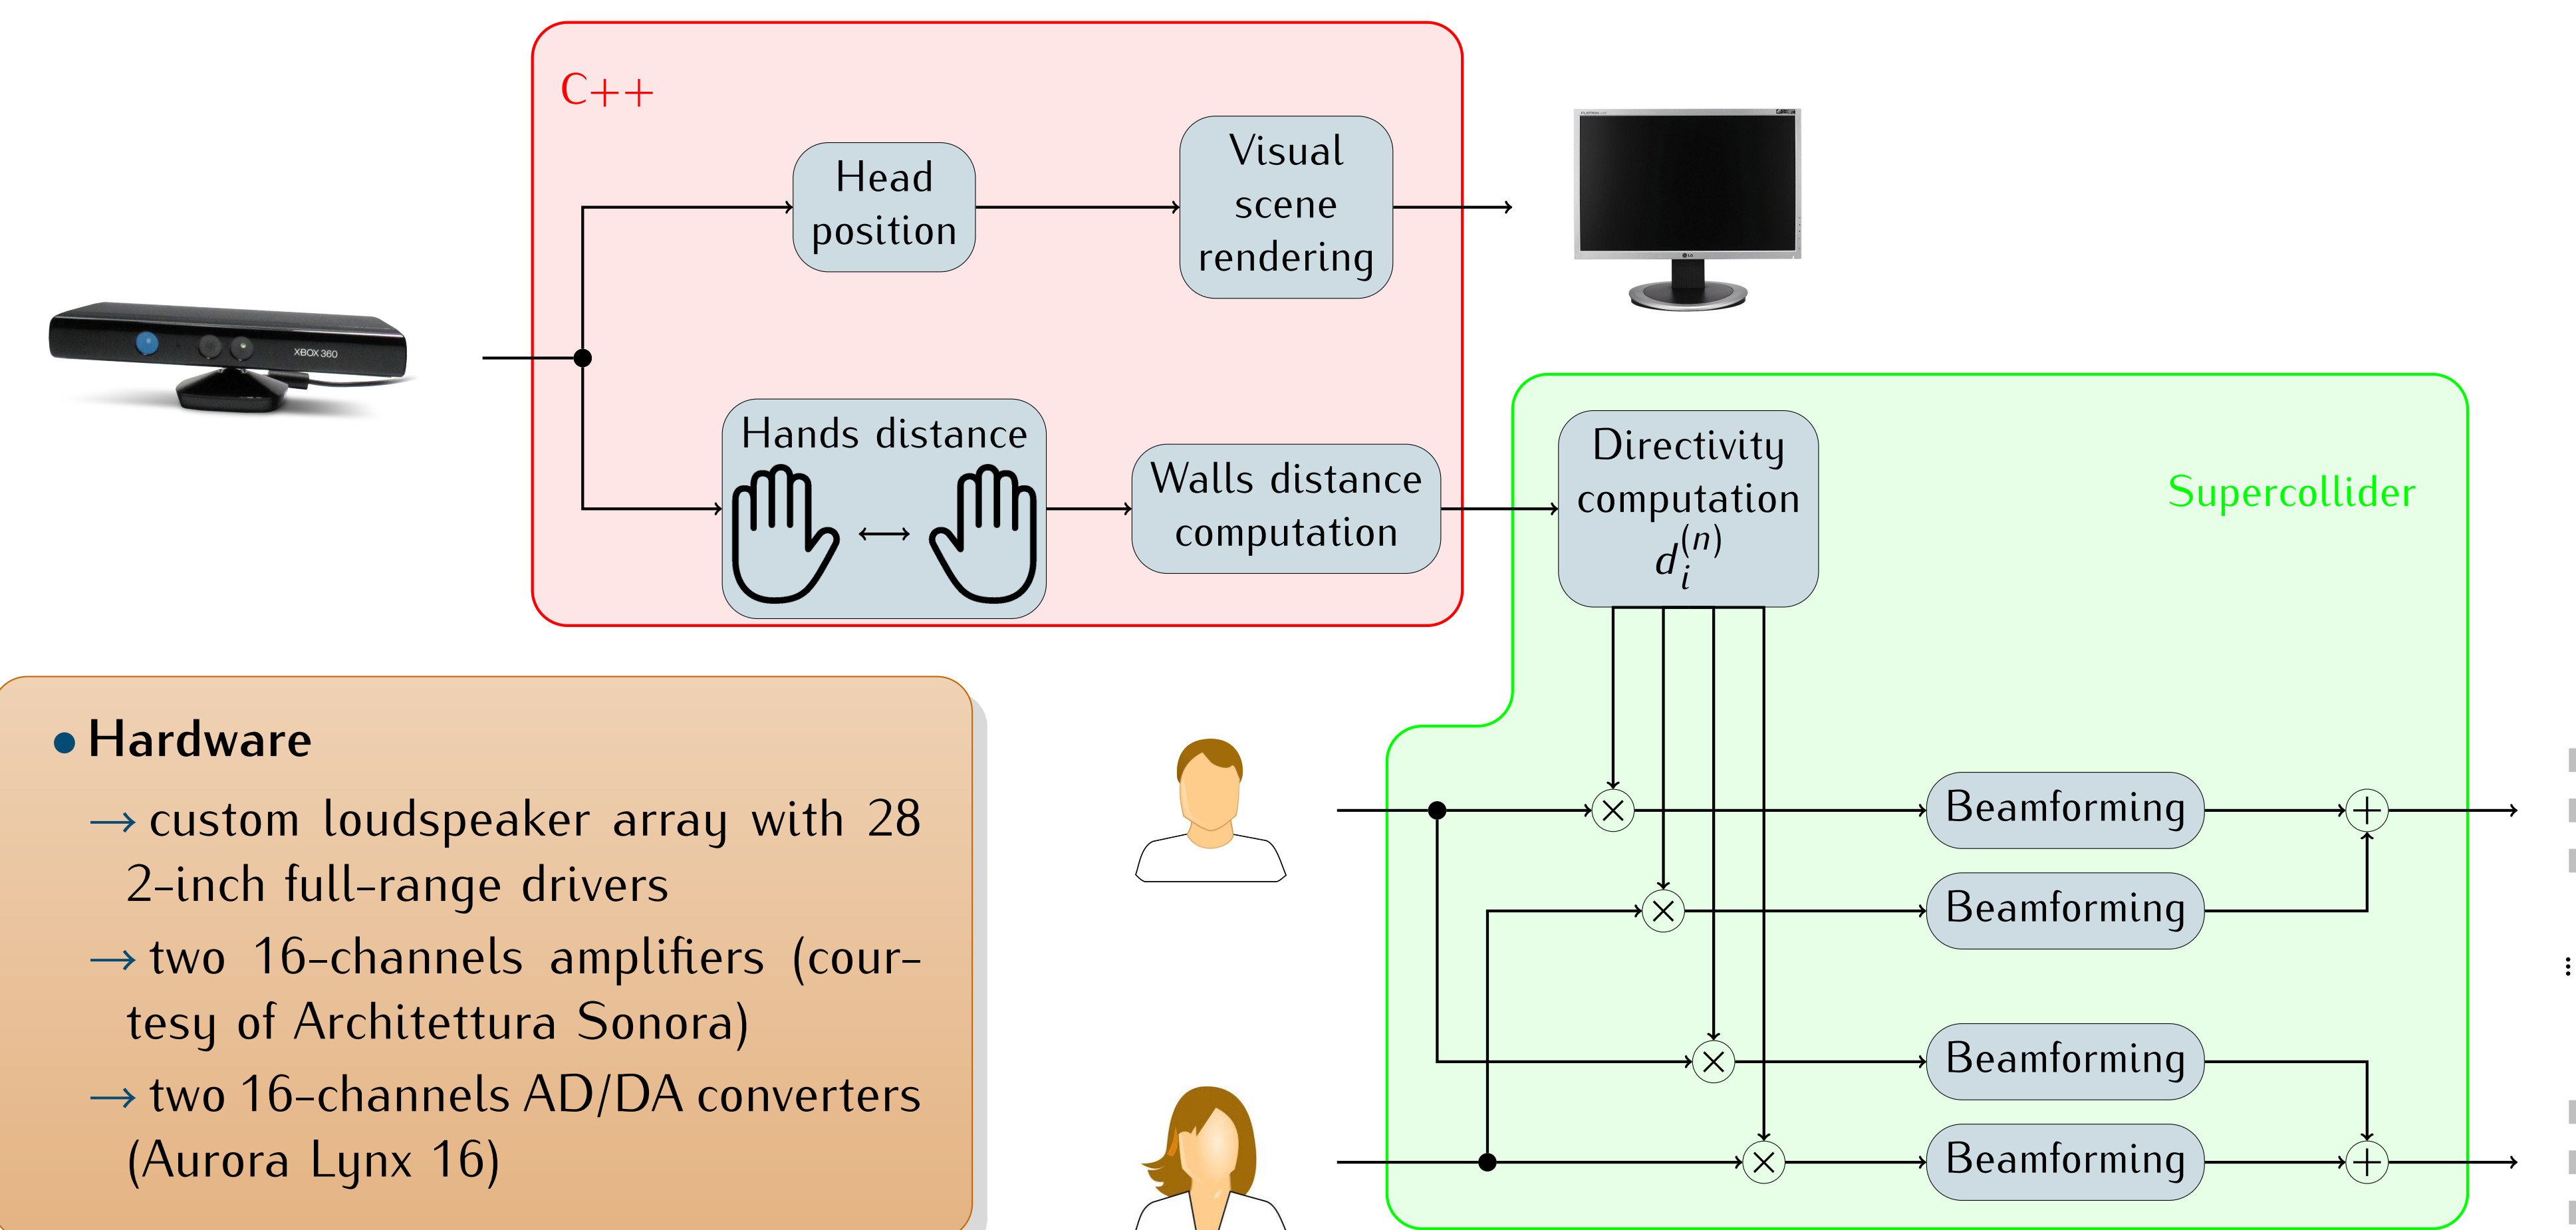 C++
Head
position
Visual
scene
rendering
XBOX 360
LG
Hands distance
Walls distance
computation
Directivity
computation
d_i^(n)
Supercollider
• Hardware
→ custom loudspeaker array with 28
2-inch full-range drivers
→ two 16-channels amplifiers (cour-
tesy of Architettura Sonora)
→ two 16-channels AD/DA converters
(Aurora Lynx 16)
Beamforming
Beamforming
...
Beamforming
Beamforming